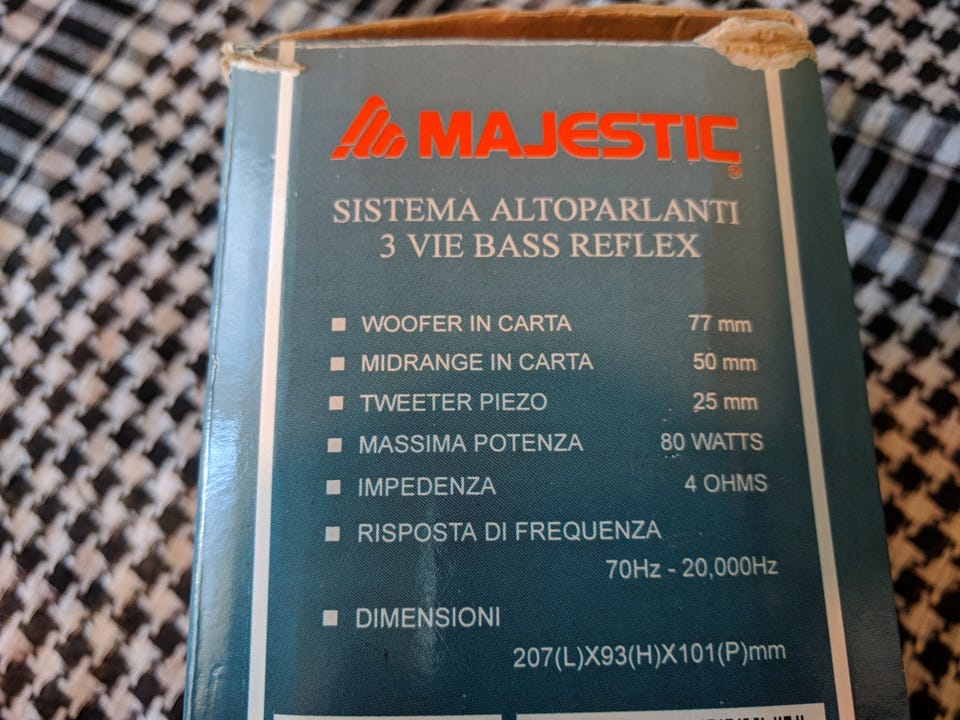 MAJESTIC®
SISTEMA ALTOPARLANTI
3 VIE BASS REFLEX
■ WOOFER IN CARTA 77 mm
■ MIDRANGE IN CARTA 50 mm
■ TWEETER PIEZO 25 mm
■ MASSIMA POTENZA 80 WATTS
■ IMPEDENZA 4 OHMS
■ RISPOSTA DI FREQUENZA
70Hz - 20,000Hz
■ DIMENSIONI
207(L)X93(H)X101(P)mm